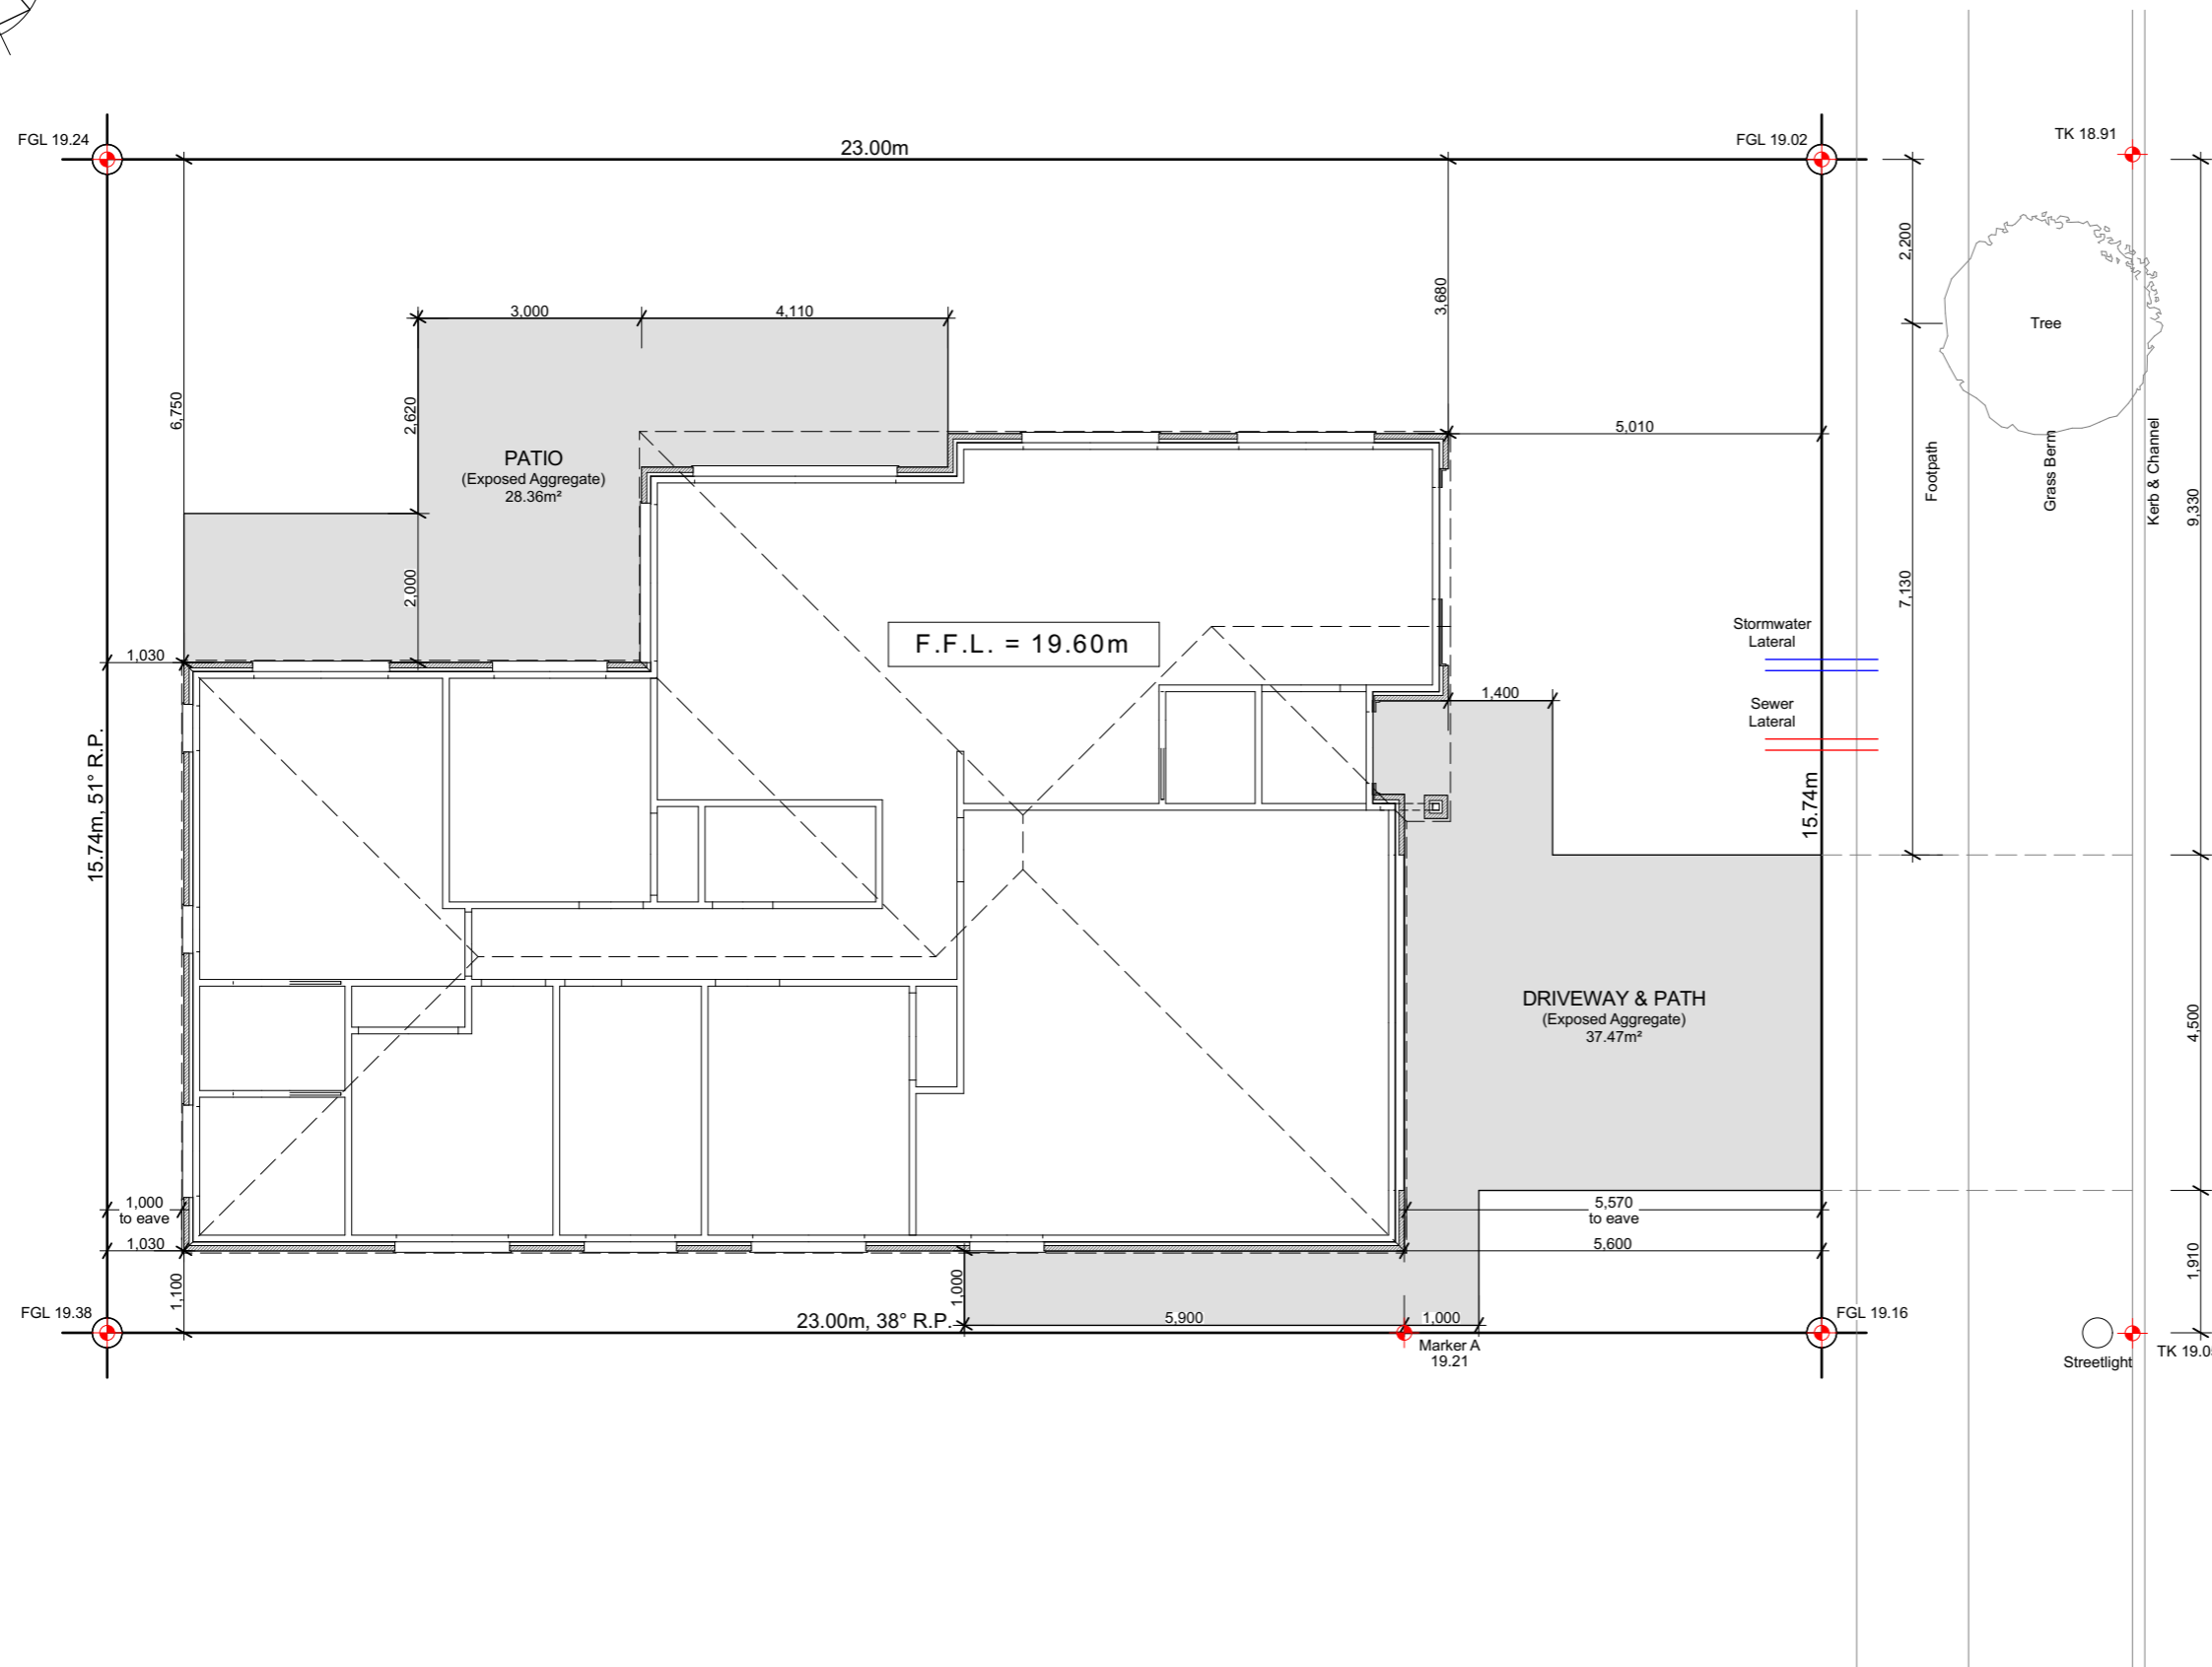 FGL 19.24
23.00m
FGL 19.02
TK 18.91
2,200
3,680
3,000
4,110
Tree
6,750
2,620
5,010
PATIO
(Exposed Aggregate)
28.36m²
Footpath
Grass Berm
Kerb & Channel
9,330
2,000
7,130
F.F.L. = 19.60m
Stormwater
Lateral
1,030
1,400
Sewer
Lateral
15.74m, 51° R.P.
15.74m
DRIVEWAY & PATH
(Exposed Aggregate)
37.47m²
4,500
1,000
to eave
5,570
to eave
1,030
5,600
1,100
1,000
1,910
FGL 19.38
23.00m, 38° R.P.
5,900
1,000
FGL 19.16
Marker A
19.21
Streetlight
TK 19.0